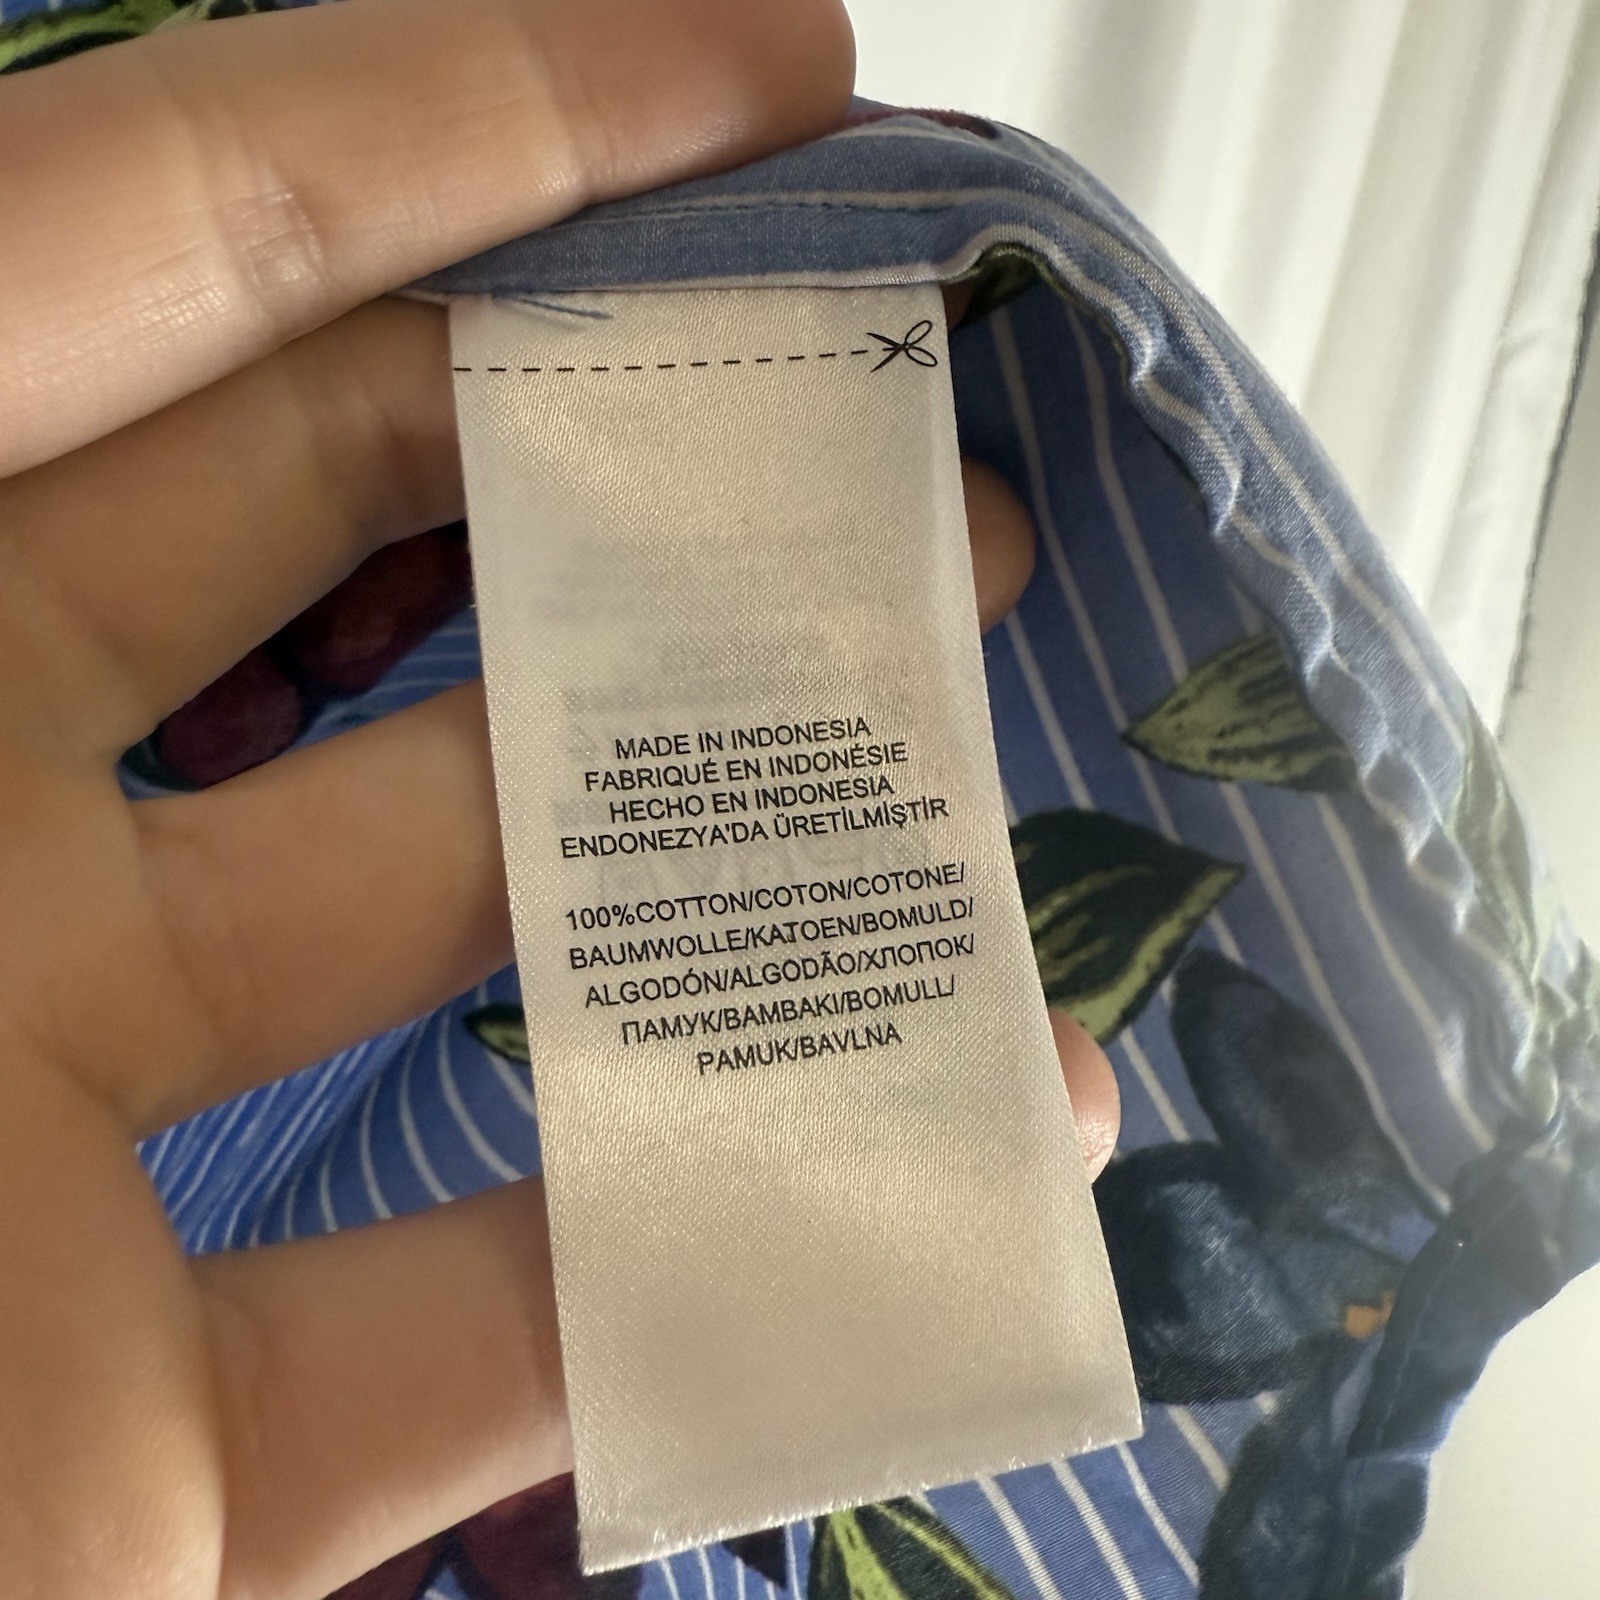 MADE IN INDONESIA
FABRIQUÉ EN INDONÉSIE
HECHO EN INDONESIA
ENDONEZYA'DA ÜRETİLMİŞTİR
100%COTTON/COTON/COTONE/
BAUMWOLLE/KATOEN/BOMULD/
ALGODÓN/ALGODÃO/ХЛОПОК/
ПАМУК/BAMBAKI/BOMULL/
PAMUK/BAVLNA